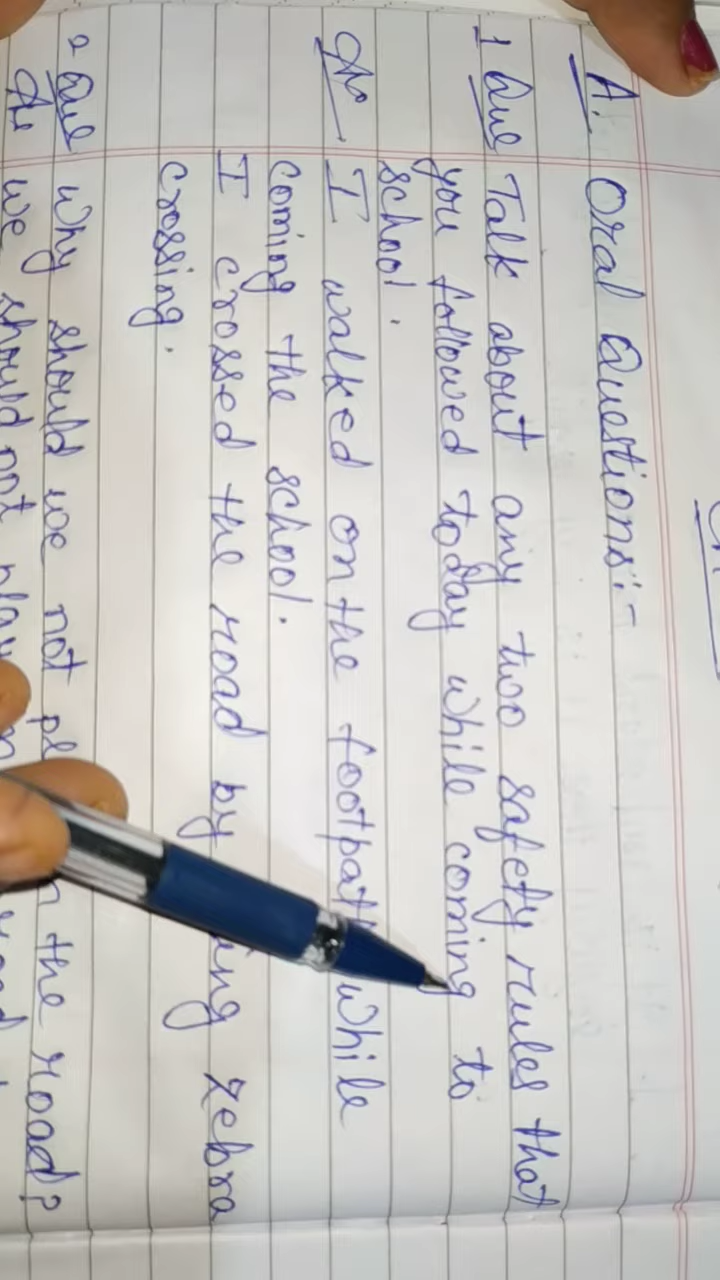 A. Oral Questions:-
1 Que Talk about any two safety rules that
you followed today while coming to
school.
Ans. I walked on the footpath while
coming the school.
I crossed the road by zebra
crossing.
2 Que Why should we not the road?
Ans we should not play